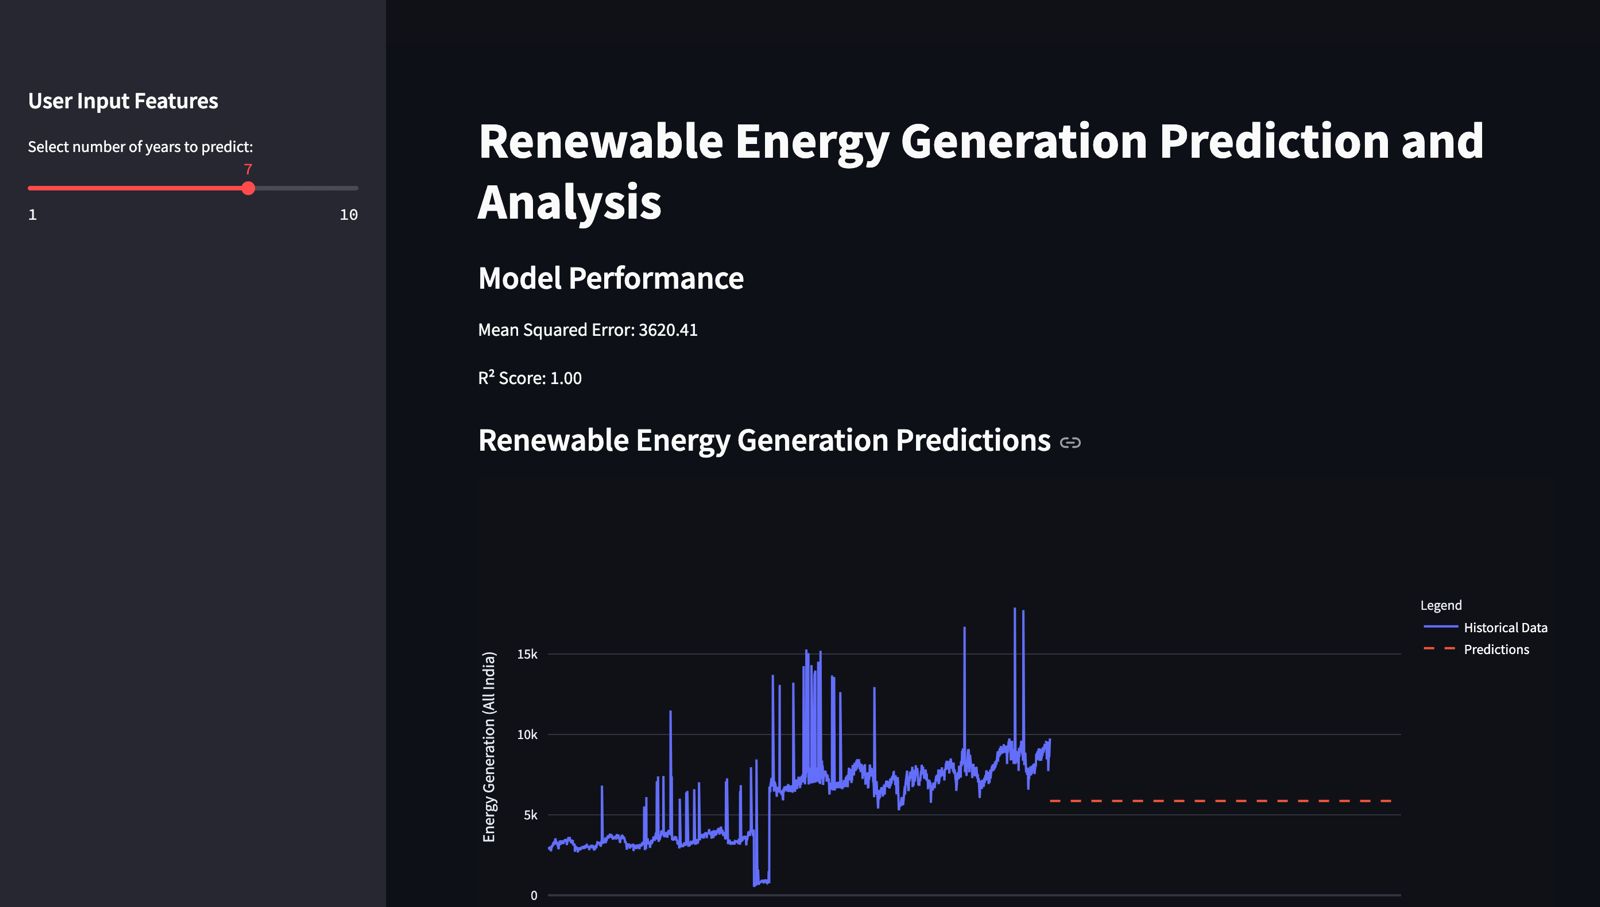 User Input Features
Select number of years to predict:
7
1
10
Renewable Energy Generation Prediction and
Analysis
Model Performance
Mean Squared Error: 3620.41
R² Score: 1.00
Renewable Energy Generation Predictions
Legend
Historical Data
Predictions
Energy Generation (All India)
15k
10k
5k
0